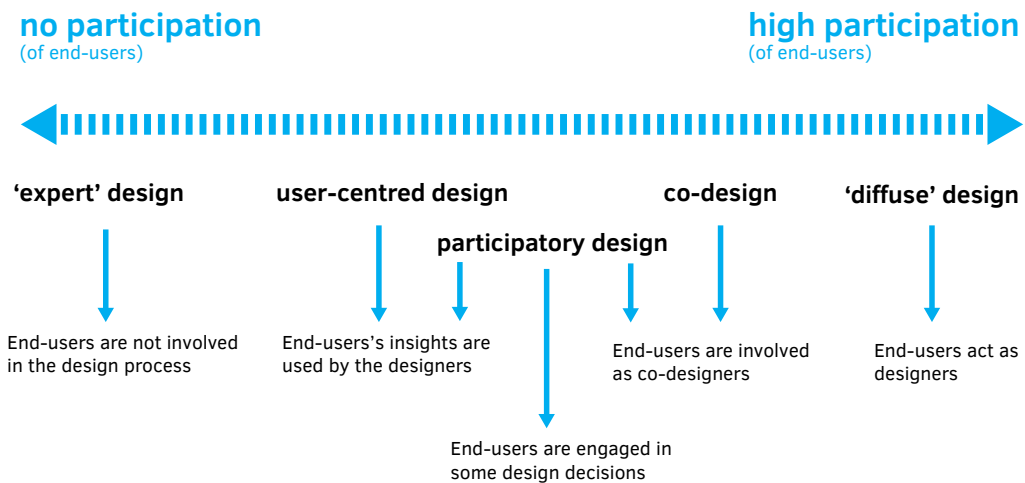 no participation
(of end-users)
high participation
(of end-users)
‘expert’ design
user-centred design
co-design
‘diffuse’ design
participatory design
End-users are not involved
in the design process
End-users's insights are
used by the designers
End-users are involved
as co-designers
End-users act as
designers
End-users are engaged in
some design decisions